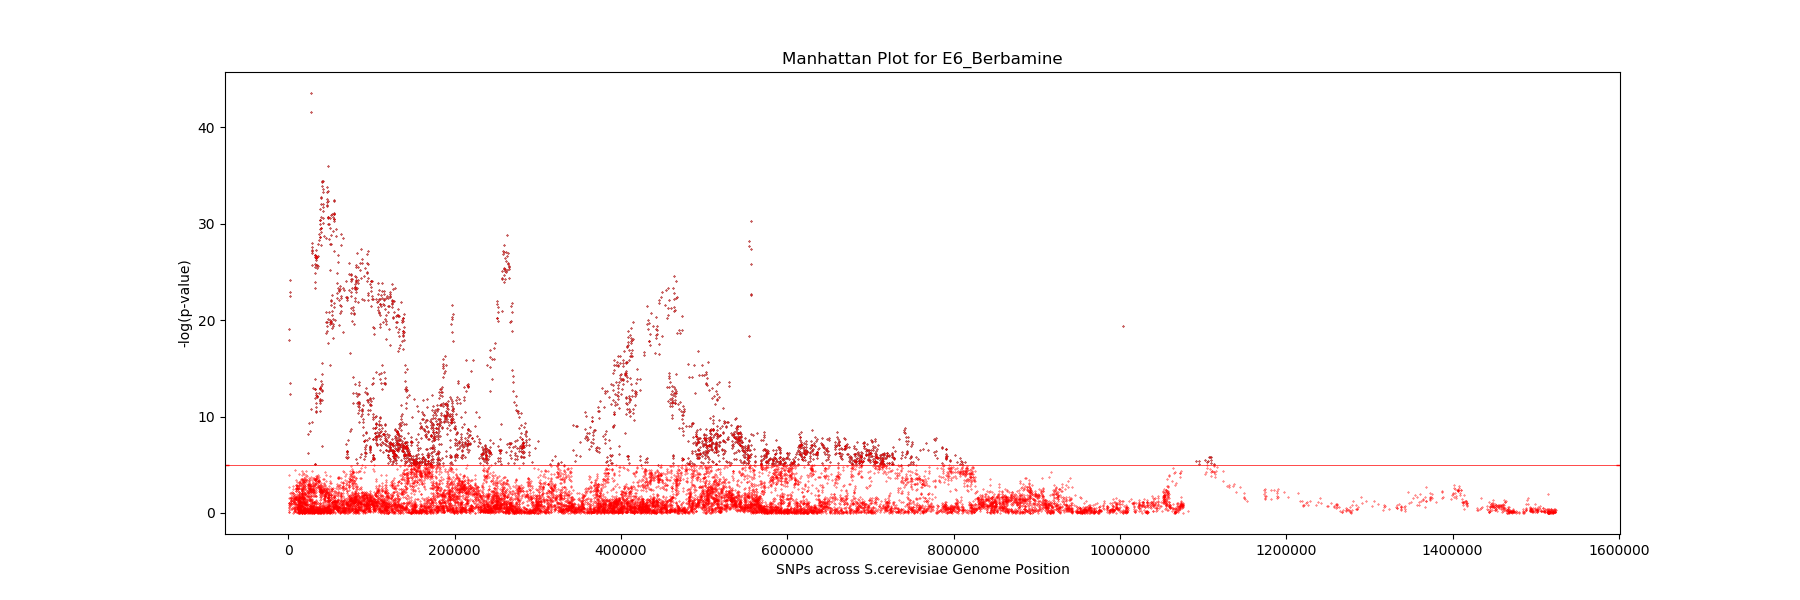 Manhattan Plot for E6_Berbamine
-log(p-value)
40
30
20
10
0
0 200000 400000 600000 800000 1000000 1200000 1400000 1600000
SNPs across S.cerevisiae Genome Position